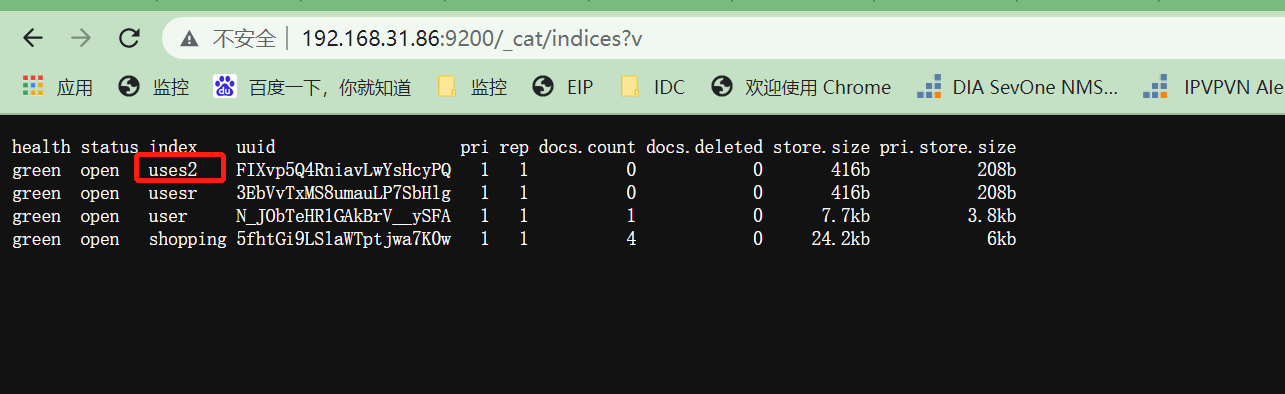 不安全 192.168.31.86:9200/_cat/indices?v
应用 监控 百度一下，你就知道 监控 EIP IDC 欢迎使用 Chrome DIA SevOne NMS... IPVPVN Ale
health status index uuid pri rep docs.count docs.deleted store.size pri.store.size
green open uses2 FIXvp5Q4RniavLwYsHcyPQ 1 1 0 0 416b 208b
green open usesr 3EbVvTxMS8umauLP7SbHlg 1 1 0 0 416b 208b
green open user N_JObTeHR1GAkBrV__ySFA 1 1 1 0 7.7kb 3.8kb
green open shopping 5fhtGi9LSlaWTptjwa7K0w 1 1 4 0 24.2kb 6kb